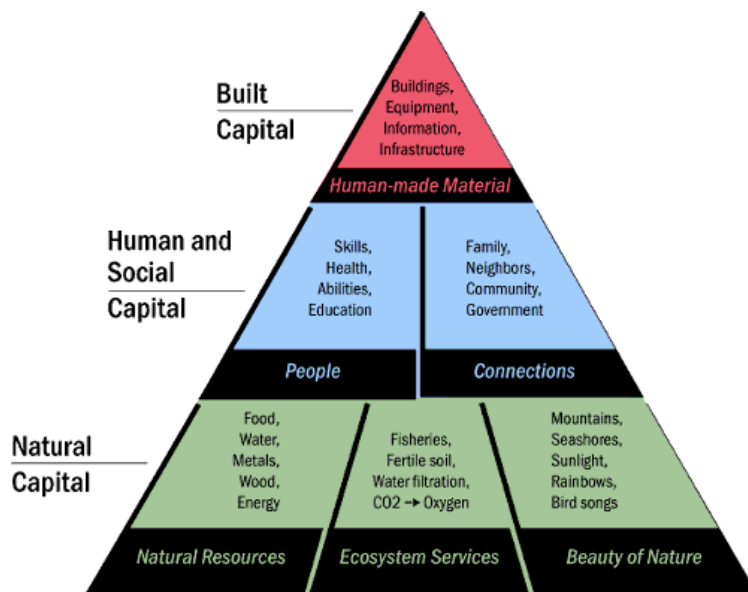 Built
Capital
Buildings,
Equipment,
Information,
Infrastructure
Human-made Material
Human and
Social
Capital
Skills,
Health,
Abilities,
Education
People
Family,
Neighbors,
Community,
Government
Connections
Natural
Capital
Food,
Water,
Metals,
Wood,
Energy
Natural Resources
Fisheries,
Fertile soil,
Water filtration,
CO2 → Oxygen
Ecosystem Services
Mountains,
Seashores,
Sunlight,
Rainbows,
Bird songs
Beauty of Nature